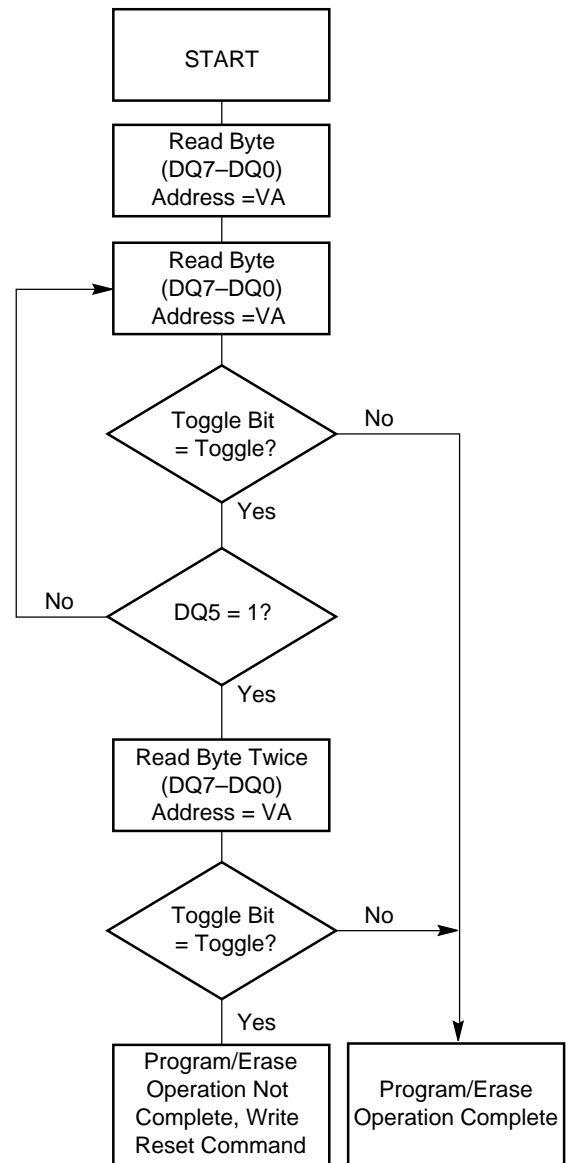 START
Read Byte
(DQ7–DQ0)
Address =VA
Read Byte
(DQ7–DQ0)
Address =VA
Toggle Bit
= Toggle?
No
Yes
No
DQ5 = 1?
Yes
Read Byte Twice
(DQ7–DQ0)
Address = VA
Toggle Bit
= Toggle?
No
Yes
Program/Erase
Operation Not
Complete, Write
Reset Command
Program/Erase
Operation Complete